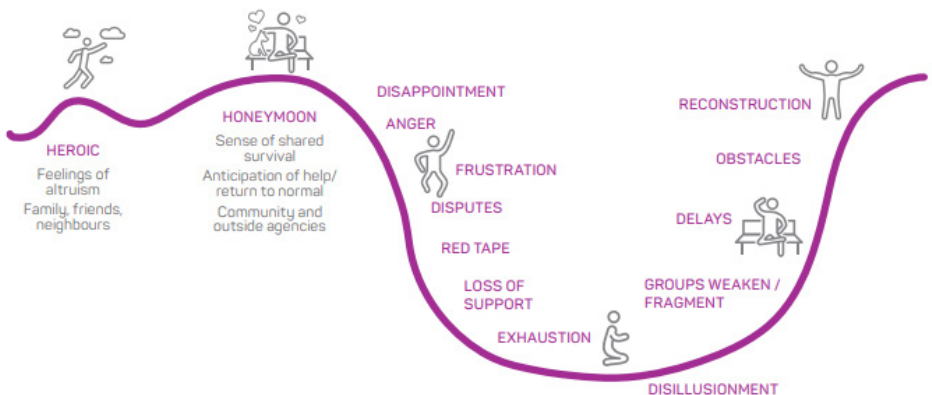 HEROIC
Feelings of
altruism
Family, friends,
neighbours
HONEYMOON
Sense of shared
survival
Anticipation of help/
return to normal
Community and
outside agencies
DISAPPOINTMENT
ANGER
FRUSTRATION
DISPUTES
RED TAPE
LOSS OF
SUPPORT
EXHAUSTION
DISILLUSIONMENT
GROUPS WEAKEN /
FRAGMENT
DELAYS
OBSTACLES
RECONSTRUCTION